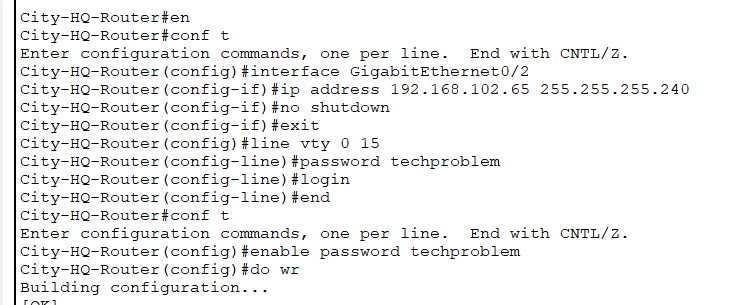 City-HQ-Router#en
City-HQ-Router#conf t
Enter configuration commands, one per line.  End with CNTL/Z.
City-HQ-Router(config)#interface GigabitEthernet0/2
City-HQ-Router(config-if)#ip address 192.168.102.65 255.255.255.240
City-HQ-Router(config-if)#no shutdown
City-HQ-Router(config-if)#exit
City-HQ-Router(config)#line vty 0 15
City-HQ-Router(config-line)#password techproblem
City-HQ-Router(config-line)#login
City-HQ-Router(config-line)#end
City-HQ-Router#conf t
Enter configuration commands, one per line.  End with CNTL/Z.
City-HQ-Router(config)#enable password techproblem
City-HQ-Router(config)#do wr
Building configuration...
[OK]